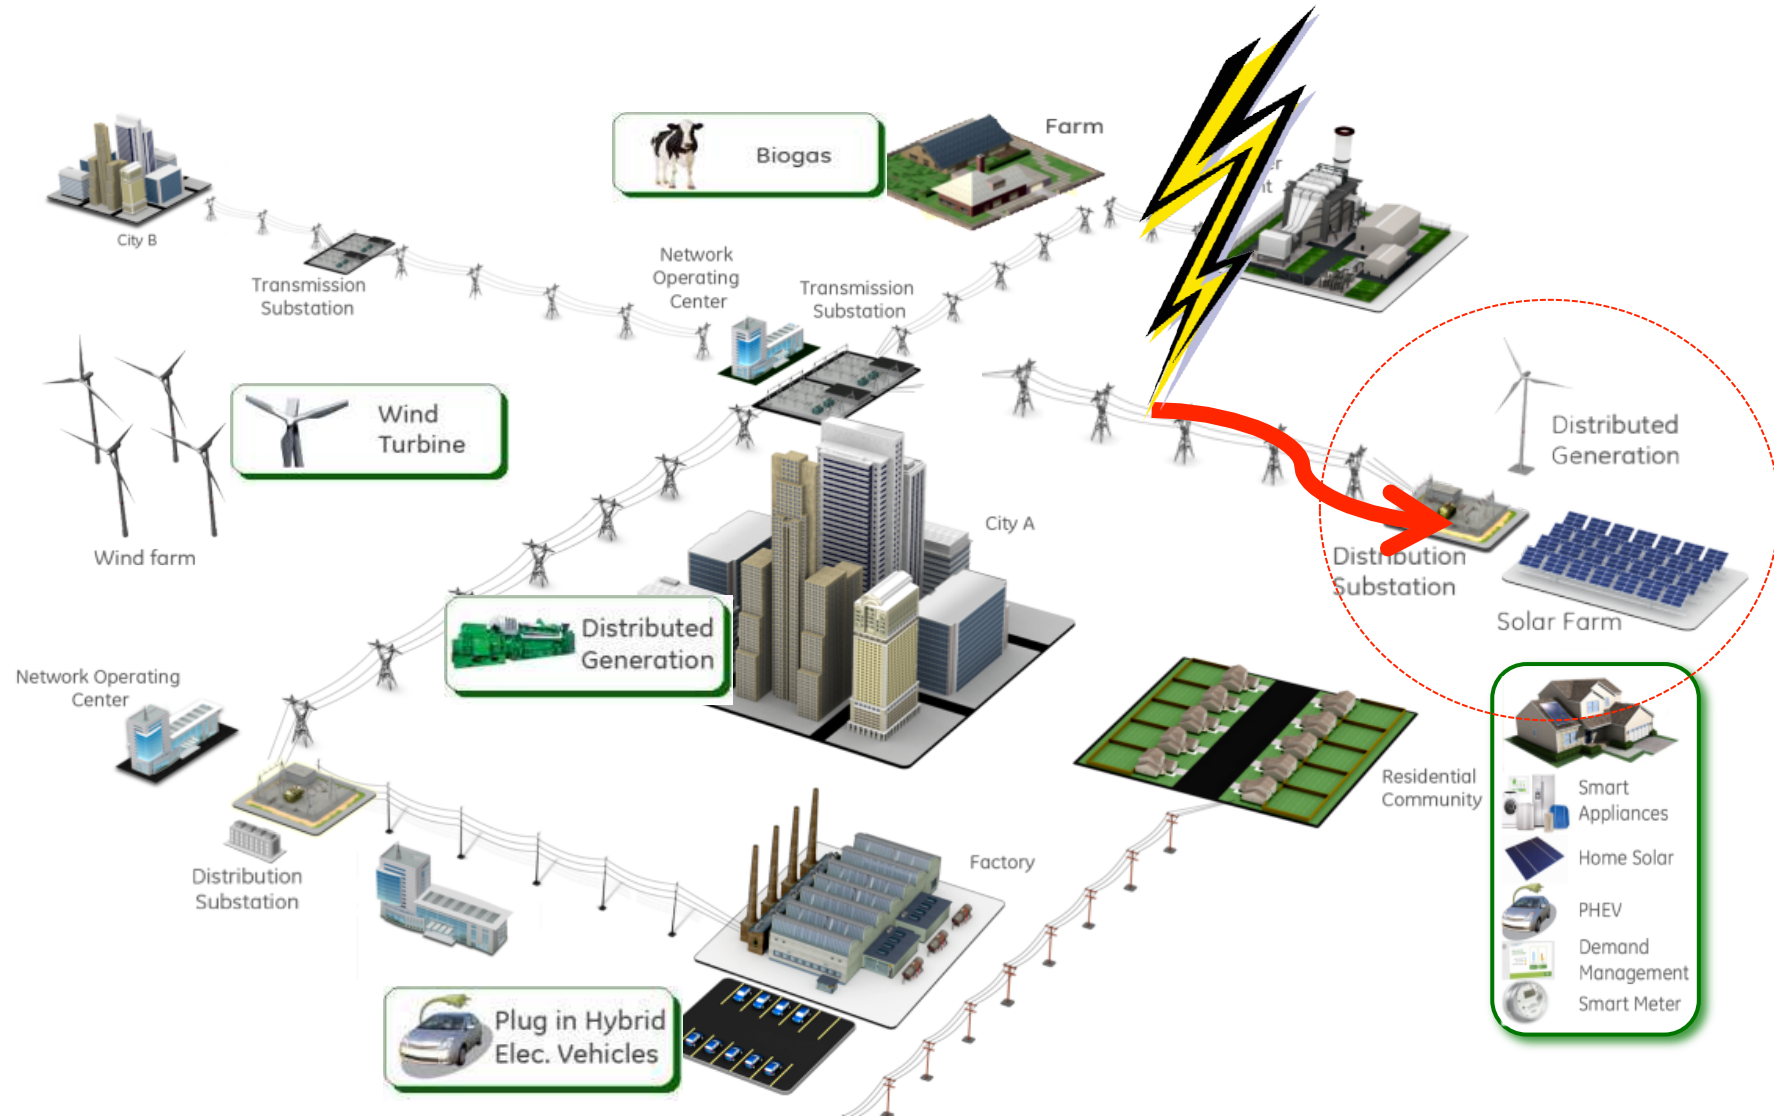 Biogas
Farm
City B
Transmission
Substation
Network
Operating
Center
Transmission
Substation
Wind
Turbine
Wind farm
City A
Distributed
Generation
Distribution
Substation
Solar Farm
Distributed
Generation
Network Operating
Center
Distribution
Substation
Factory
Residential
Community
Smart
Appliances
Home Solar
PHEV
Demand
Management
Smart Meter
Plug in Hybrid
Elec. Vehicles